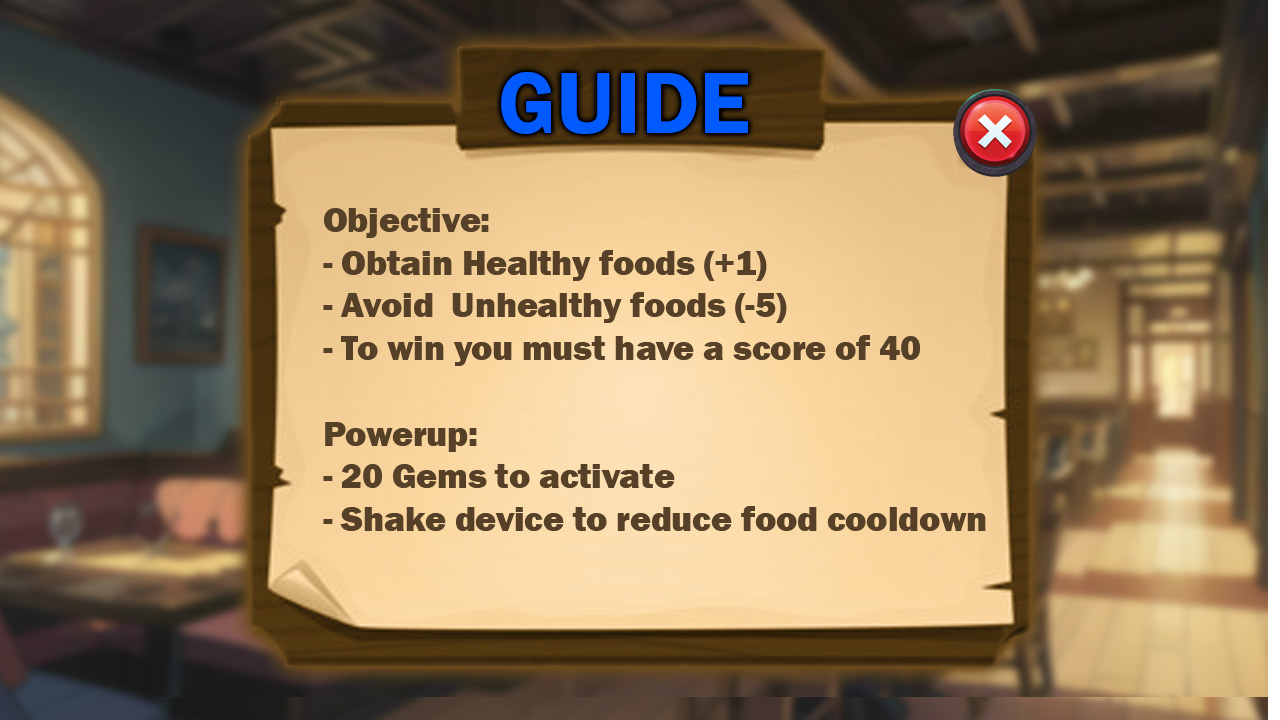 GUIDE
Objective:
- Obtain Healthy foods (+1)
- Avoid  Unhealthy foods (-5)
- To win you must have a score of 40
Powerup:
- 20 Gems to activate
- Shake device to reduce food cooldown